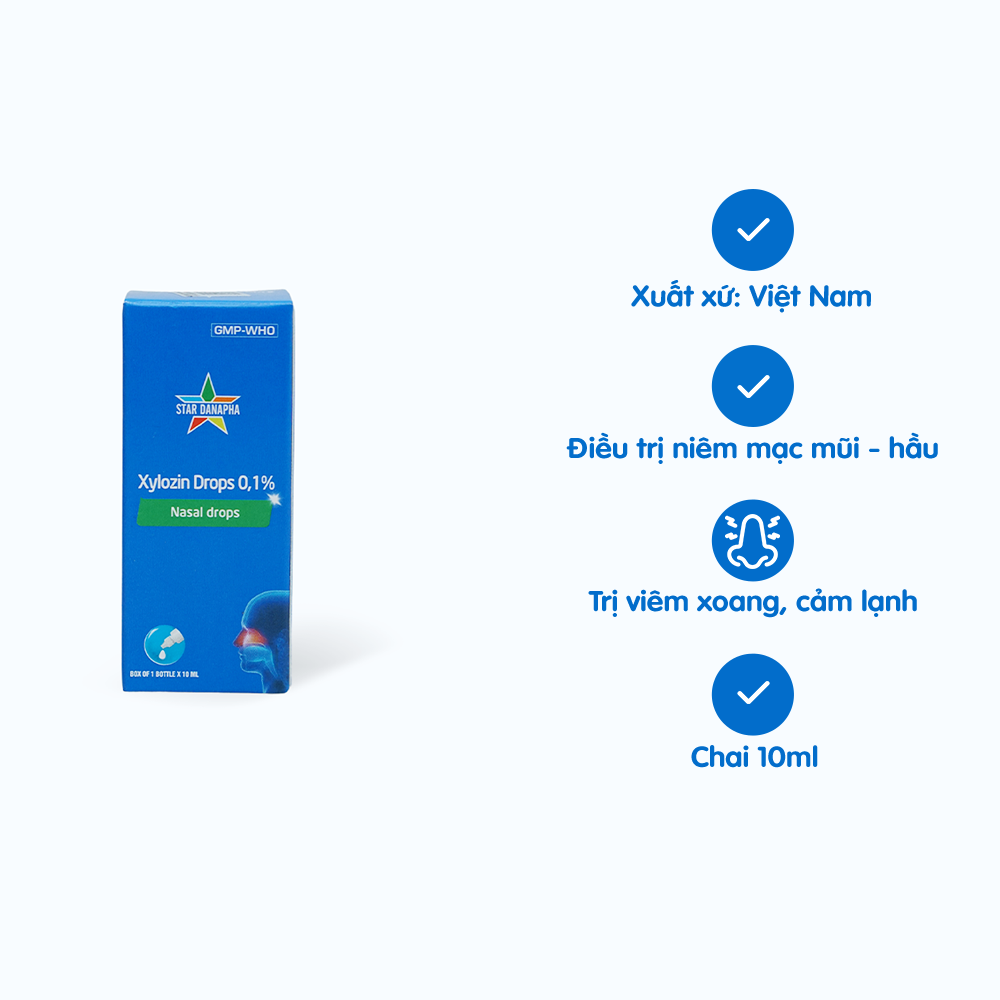 GMP-WHO
STAR DANAPHA
Xylozin Drops 0,1%
Nasal drops
BOX OF 1 BOTTLE X 10 ML
Xuất xứ: Việt Nam
Điều trị niêm mạc mũi - hầu
Trị viêm xoang, cảm lạnh
Chai 10ml